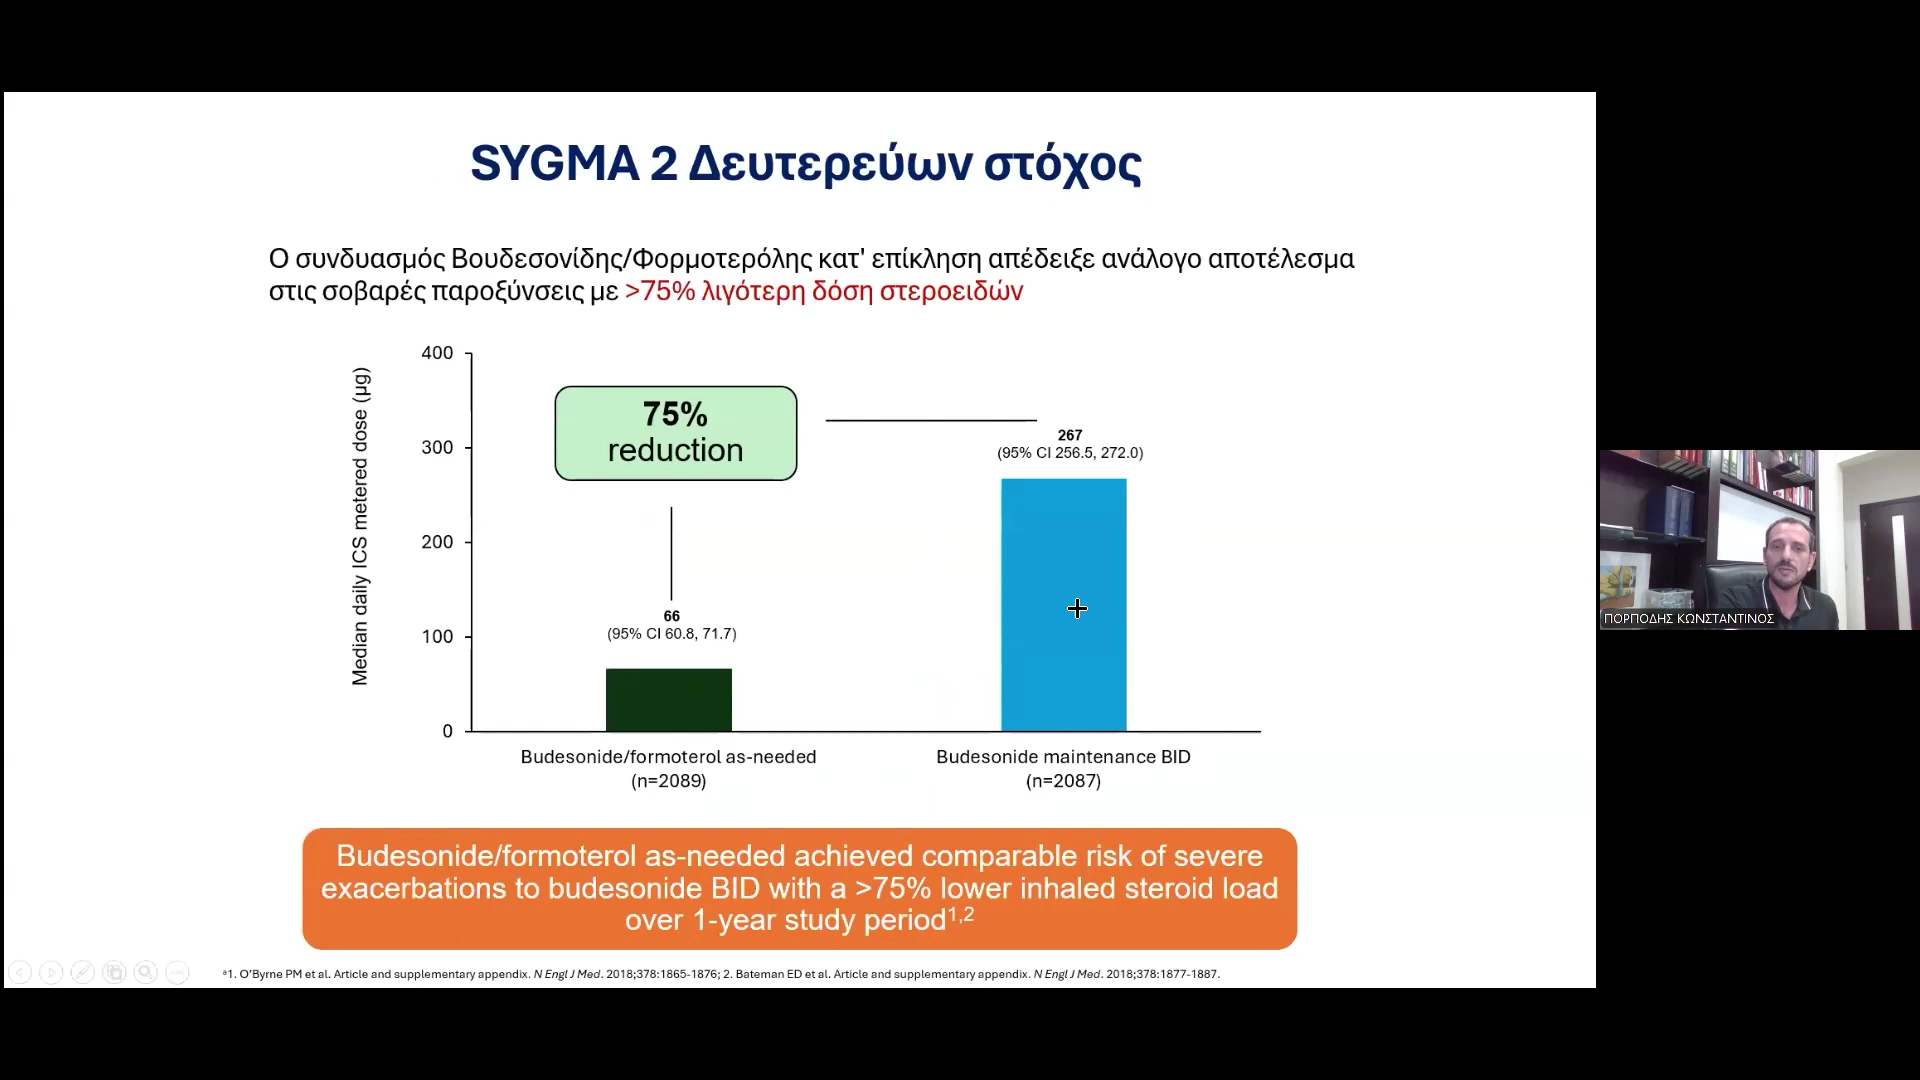 SYGMA 2 Δευτερεύων στόχος
Ο συνδυασμός Βουδεσονίδης/Φορμοτερόλης κατ' επίκληση απέδειξε ανάλογο αποτέλεσμα
στις σοβαρές παροξύνσεις με >75% λιγότερη δόση στεροειδών
Median daily ICS metered dose (µg)
400
300
200
100
0
75%
reduction
267
(95% CI 256.5, 272.0)
66
(95% CI 60.8, 71.7)
Budesonide/formoterol as-needed
(n=2089)
Budesonide maintenance BID
(n=2087)
Budesonide/formoterol as-needed achieved comparable risk of severe
exacerbations to budesonide BID with a >75% lower inhaled steroid load
over 1-year study period1,2
a1. O'Byrne PM et al. Article and supplementary appendix. N Engl J Med. 2018;378:1865-1876; 2. Bateman ED et al. Article and supplementary appendix. N Engl J Med. 2018;378:1877-1887.
ΠΟΡΠΟΔΗΣ ΚΩΝΣΤΑΝΤΙΝΟΣ